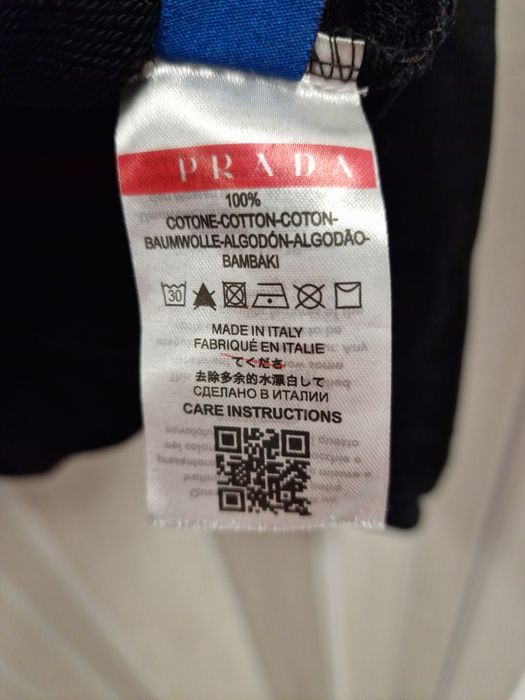 PRADA
100%
COTONE-COTTON-COTON-
BAUMWOLLE-ALGODÓN-ALGODÃO-
BAMBAKI
30
MADE IN ITALY
FABRIQUÉ EN ITALIE
てくださ
去除多余的水漂白して
СДЕЛАНО В ИТАЛИИ
CARE INSTRUCTIONS